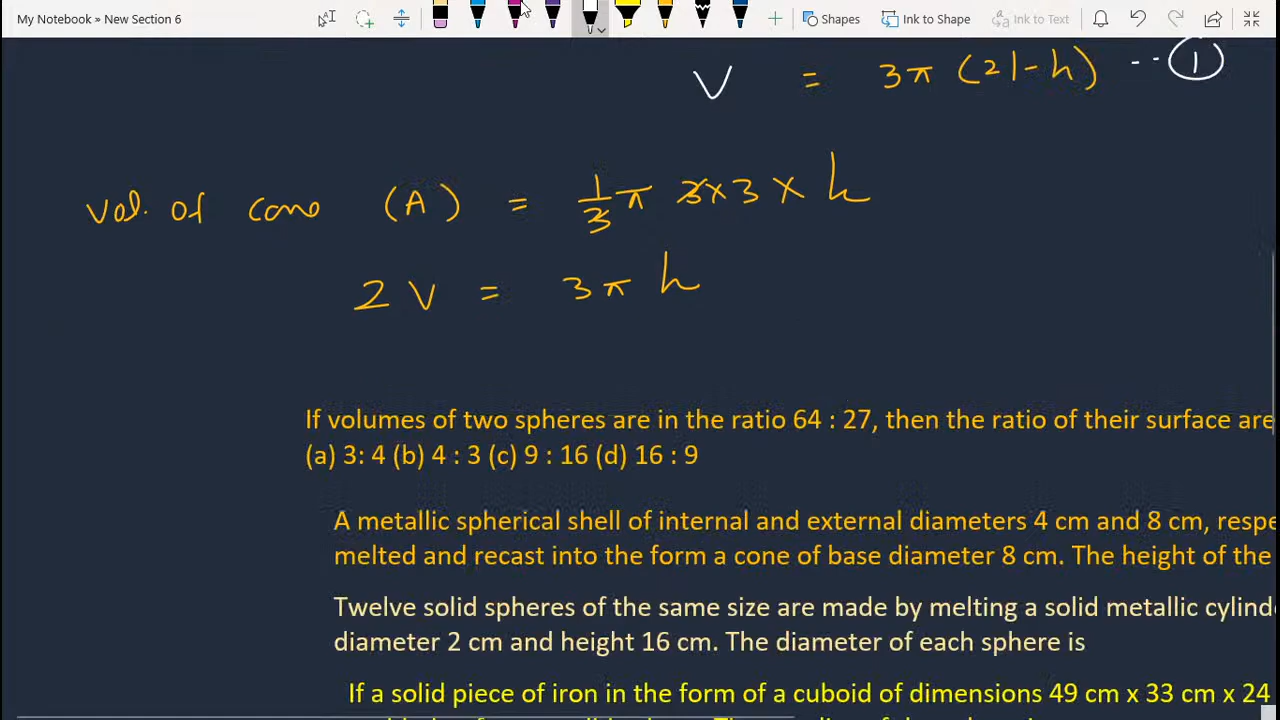 My Notebook » New Section 6
Shapes
Ink to Shape
Ink to Text
V = 3π (21-h) --①
Vol. of cone (A) = 1/3 π 3x3 x h
2V = 3π h
If volumes of two spheres are in the ratio 64 : 27, then the ratio of their surface are
(a) 3: 4 (b) 4 : 3 (c) 9 : 16 (d) 16 : 9
A metallic spherical shell of internal and external diameters 4 cm and 8 cm, respe
melted and recast into the form a cone of base diameter 8 cm. The height of the
Twelve solid spheres of the same size are made by melting a solid metallic cylind
diameter 2 cm and height 16 cm. The diameter of each sphere is
If a solid piece of iron in the form of a cuboid of dimensions 49 cm x 33 cm x 24